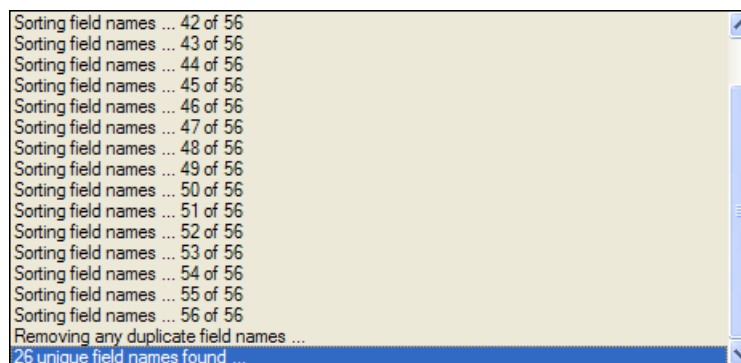 Sorting field names ... 42 of 56
Sorting field names ... 43 of 56
Sorting field names ... 44 of 56
Sorting field names ... 45 of 56
Sorting field names ... 46 of 56
Sorting field names ... 47 of 56
Sorting field names ... 48 of 56
Sorting field names ... 49 of 56
Sorting field names ... 50 of 56
Sorting field names ... 51 of 56
Sorting field names ... 52 of 56
Sorting field names ... 53 of 56
Sorting field names ... 54 of 56
Sorting field names ... 55 of 56
Sorting field names ... 56 of 56
Removing any duplicate field names ...
26 unique field names found ...